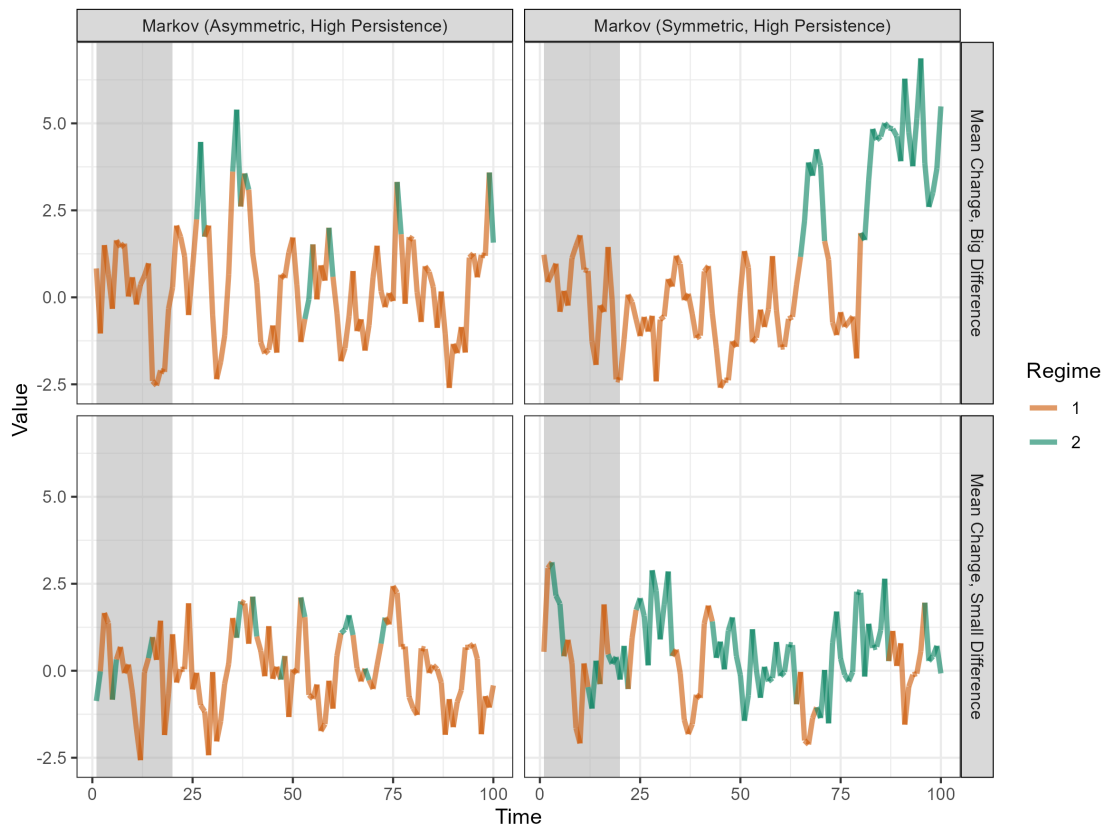 Markov (Asymmetric, High Persistence)
Markov (Symmetric, High Persistence)
Mean Change, Big Difference
Mean Change, Small Difference
Value
5.0
2.5
0.0
-2.5
5.0
2.5
0.0
-2.5
0
25
50
75
100
0
25
50
75
100
Time
Regime
1
2